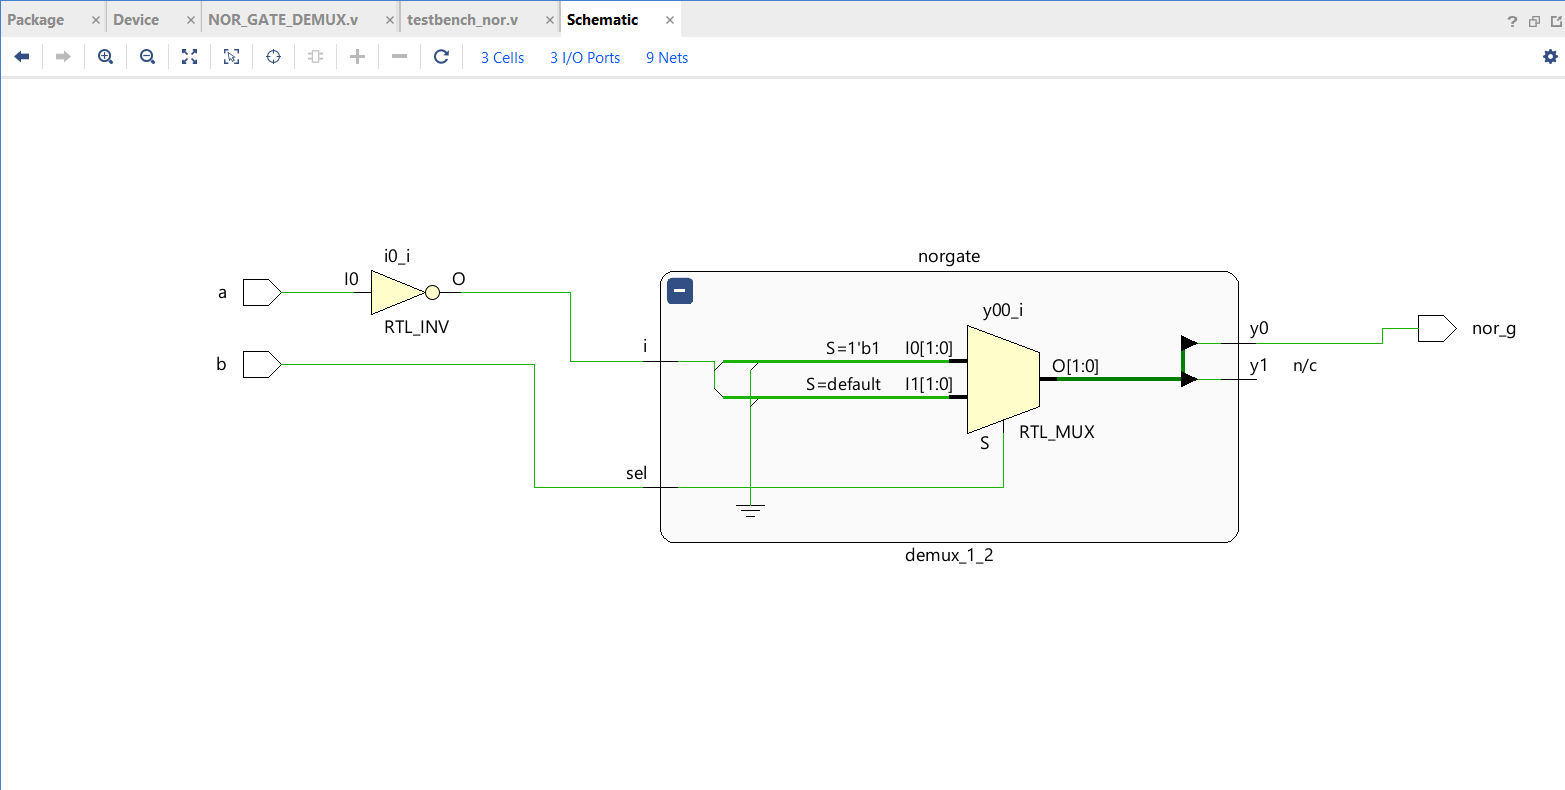 Package
Device
NOR_GATE_DEMUX.v
testbench_nor.v
Schematic
?
3 Cells
3 I/O Ports
9 Nets
i0_i
norgate
a
I0
O
RTL_INV
y00_i
y0
nor_g
b
i
S=1'b1
I0[1:0]
O[1:0]
y1
n/c
S=default
I1[1:0]
S
RTL_MUX
sel
demux_1_2